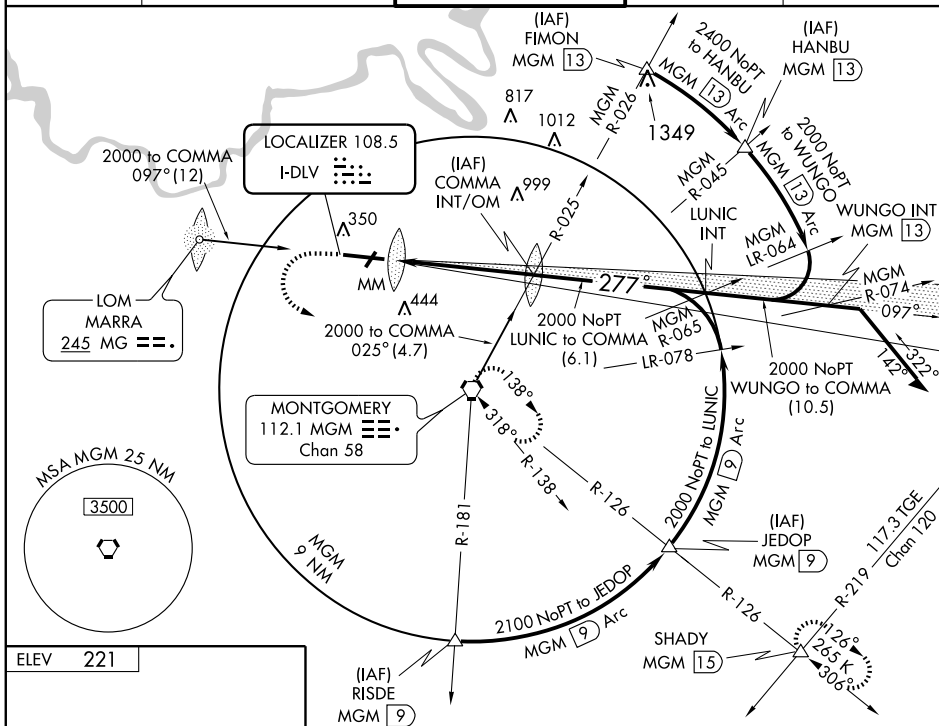 (IAF)
FIMON
MGM 13
2400 NoPT
to HANBU
MGM 13 Arc
(IAF)
HANBU
MGM 13
817
1012
MGM
R-026
1349
2000 NoPT
to WUNGO
MGM 13 Arc
LOCALIZER 108.5
I-DLV
2000 to COMMA
097° (12)
(IAF)
COMMA
INT/OM
999
R-025
MGM
R-045
LUNIC
INT
WUNGO INT
MGM 13
350
MGM
LR-064
MM
277°
MGM
R-074
097°
LOM
MARRA
245 MG
444
2000 to COMMA
025° (4.7)
2000 NoPT
LUNIC to COMMA
(6.1)
MGM
R-065
LR-078
2000 NoPT
WUNGO to COMMA
(10.5)
322°
142°
MONTGOMERY
112.1 MGM
Chan 58
138°
318°
R-138
R-126
2000 NoPT to LUNIC
MGM 9 Arc
MSA MGM 25 NM
3500
R-181
MGM
9 NM
(IAF)
JEDOP
MGM 9
R-219
117.3 TGE
Chan 120
2100 NoPT to JEDOP
MGM 9 Arc
R-126
SHADY
MGM 15
126°
265 K
306°
ELEV 221
(IAF)
RISDE
MGM 9